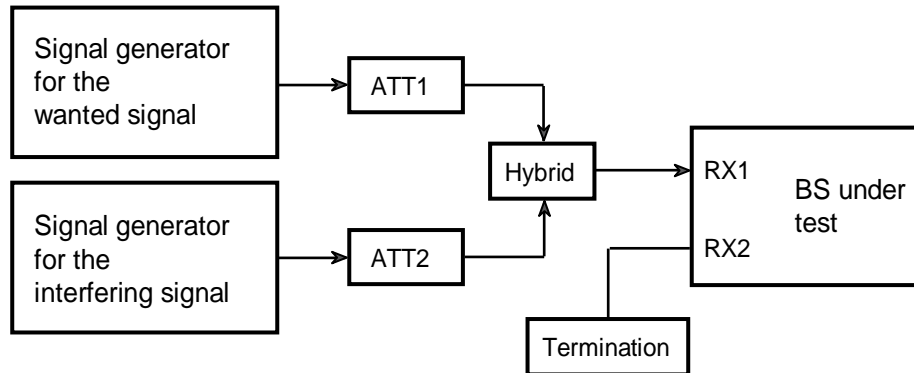 Signal generator
for the
wanted signal
ATT1
Hybrid
Signal generator
for the
interfering signal
ATT2
RX1
RX2
BS under
test
Termination